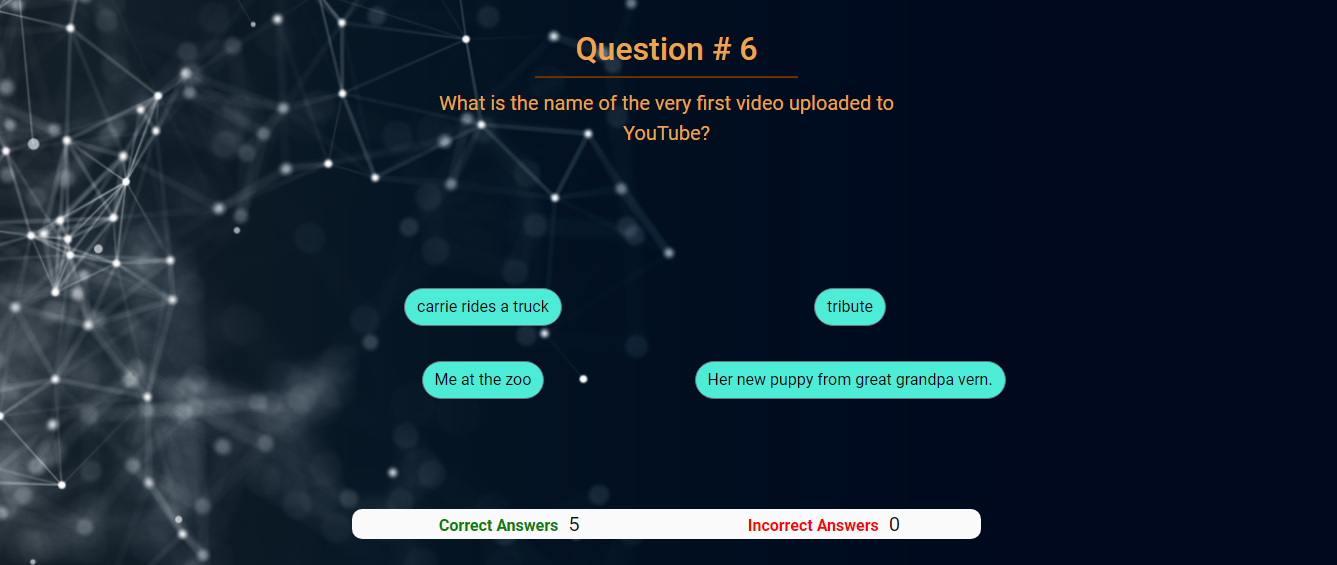 Question # 6
What is the name of the very first video uploaded to
YouTube?
carrie rides a truck
tribute
Me at the zoo
Her new puppy from great grandpa vern.
Correct Answers 5
Incorrect Answers 0